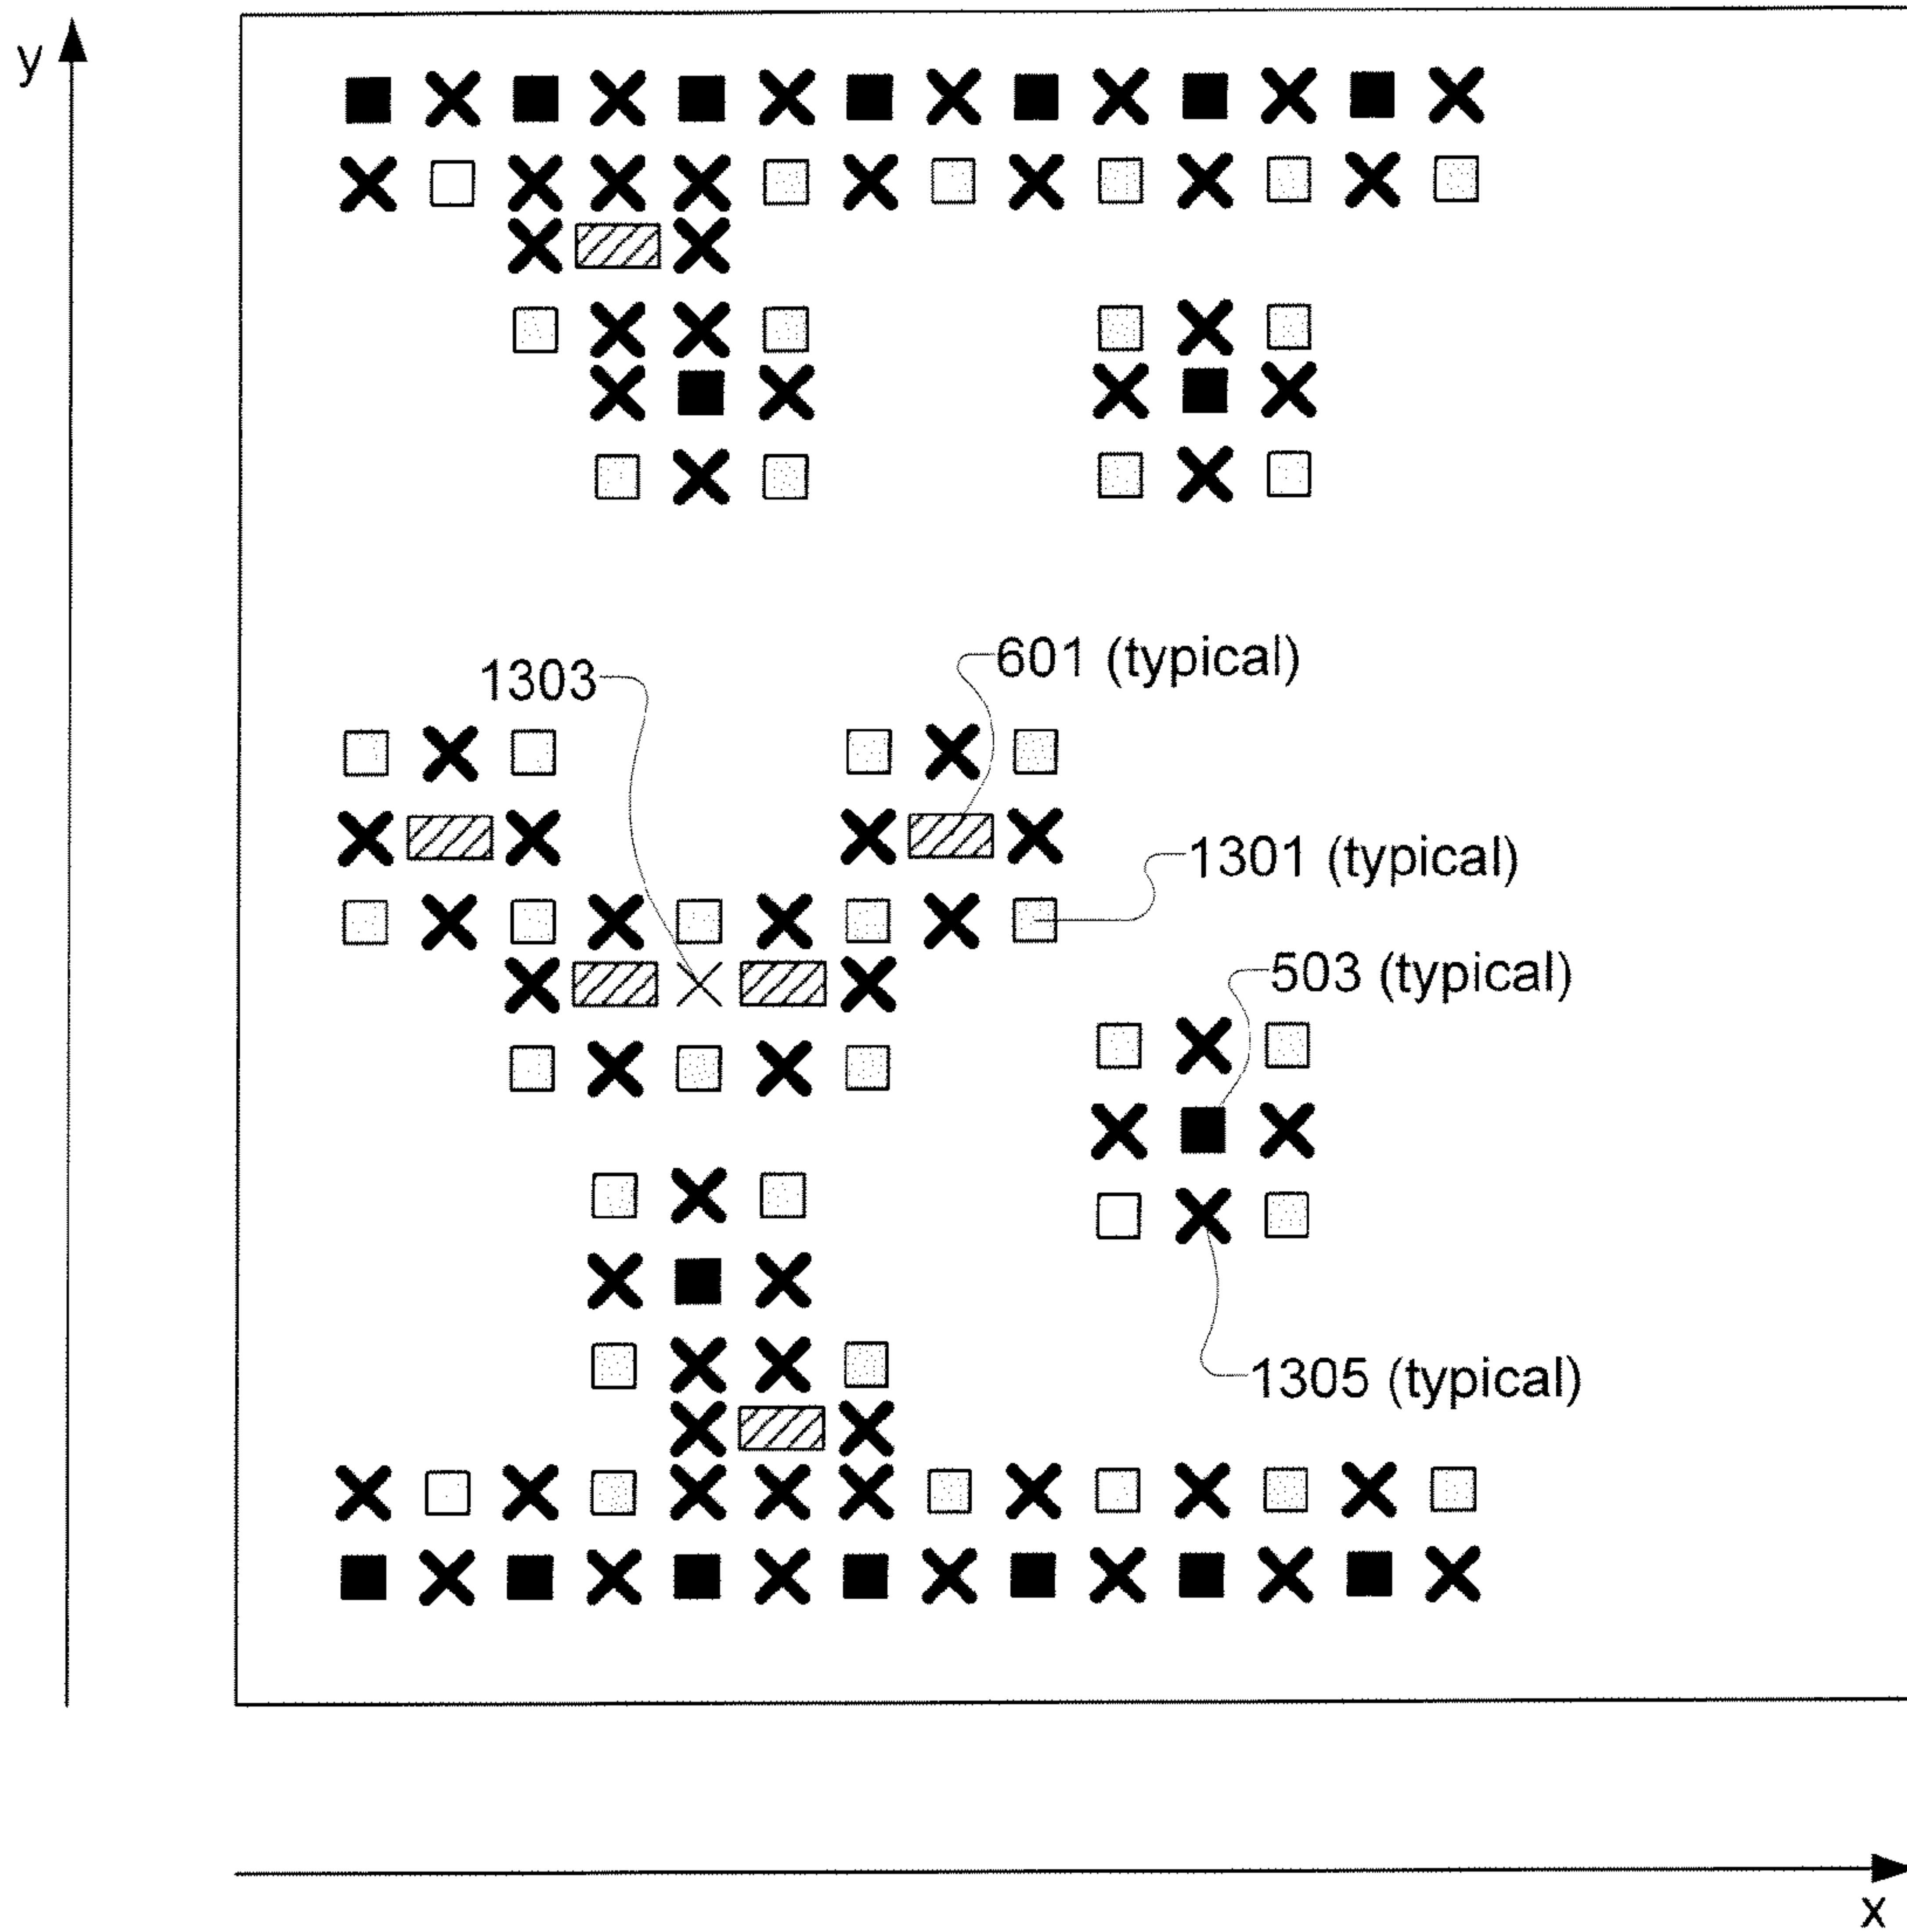 y
601 (typical)
1303
1301 (typical)
503 (typical)
1305 (typical)
x